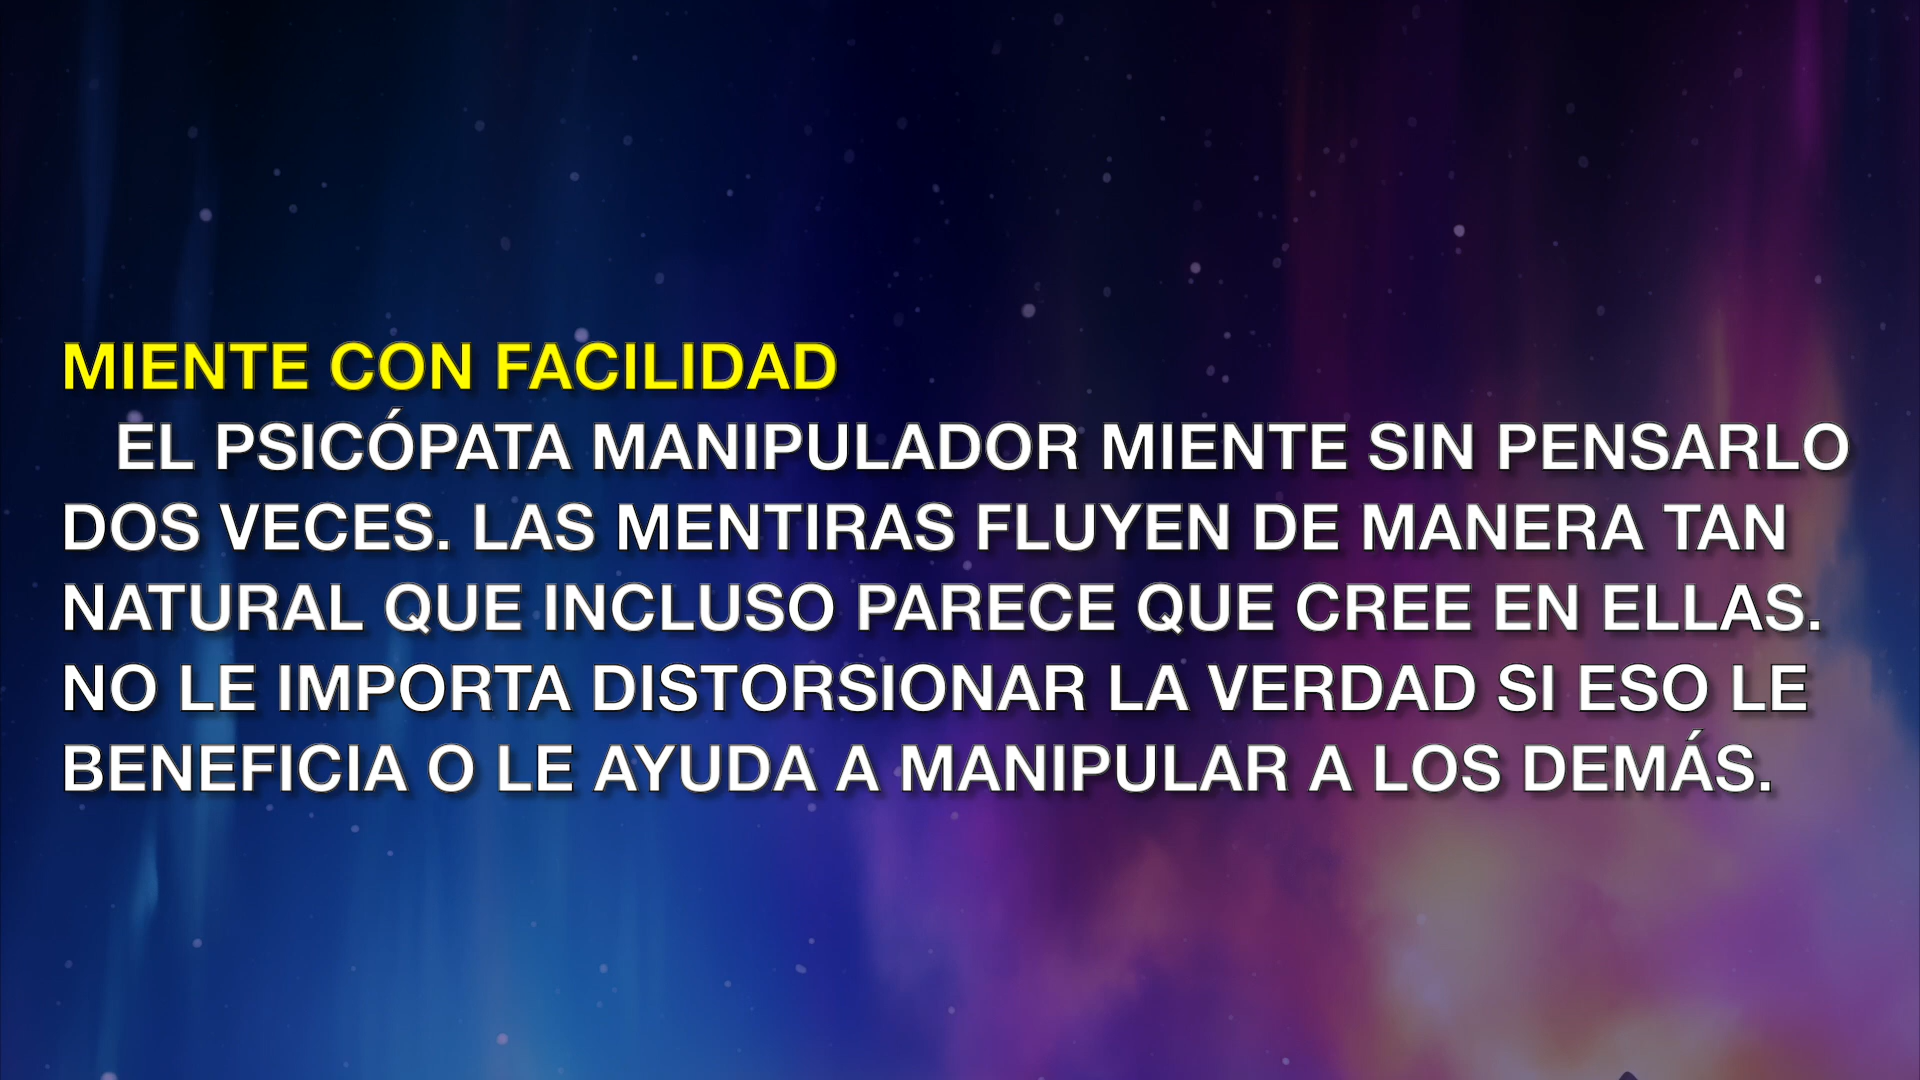 MIENTE CON FACILIDAD
EL PSICÓPATA MANIPULADOR MIENTE SIN PENSARLO
DOS VECES. LAS MENTIRAS FLUYEN DE MANERA TAN
NATURAL QUE INCLUSO PARECE QUE CREE EN ELLAS.
NO LE IMPORTA DISTORSIONAR LA VERDAD SI ESO LE
BENEFICIA O LE AYUDA A MANIPULAR A LOS DEMÁS.